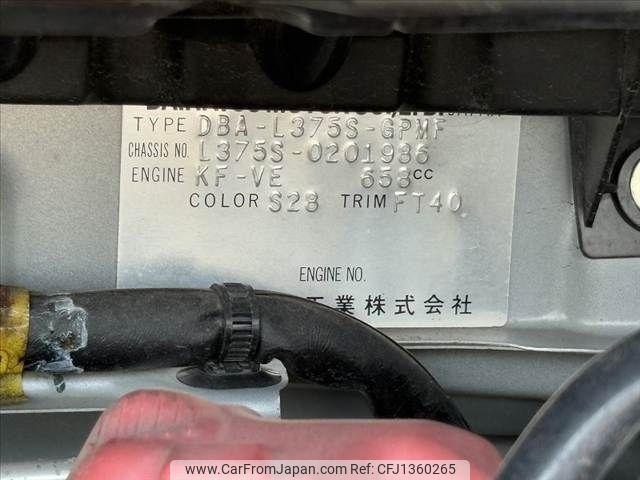 TYPE DBA-L375S-GPMF
CHASSIS NO. L375S-0201986
ENGINE KF-VE 658cc
COLOR S28 TRIM FT40
ENGINE NO.
工業株式会社
www.CarFromJapan.com ID:CFJ1360265